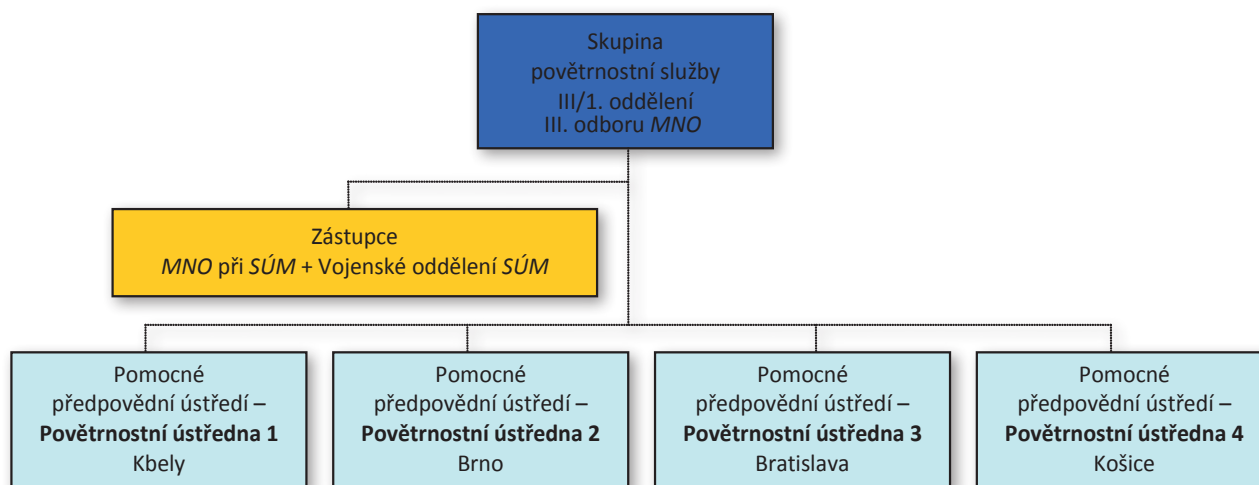 Skupina
povětrnostní služby
III/1. oddělení
III. odboru MNO
Zástupce
MNO při SÚM + Vojenské oddělení SÚM
Pomocné
předpovědní ústředí –
Povětrnostní ústředna 1
Kbely
Pomocné
předpovědní ústředí –
Povětrnostní ústředna 2
Brno
Pomocné
předpovědní ústředí –
Povětrnostní ústředna 3
Bratislava
Pomocné
předpovědní ústředí –
Povětrnostní ústředna 4
Košice